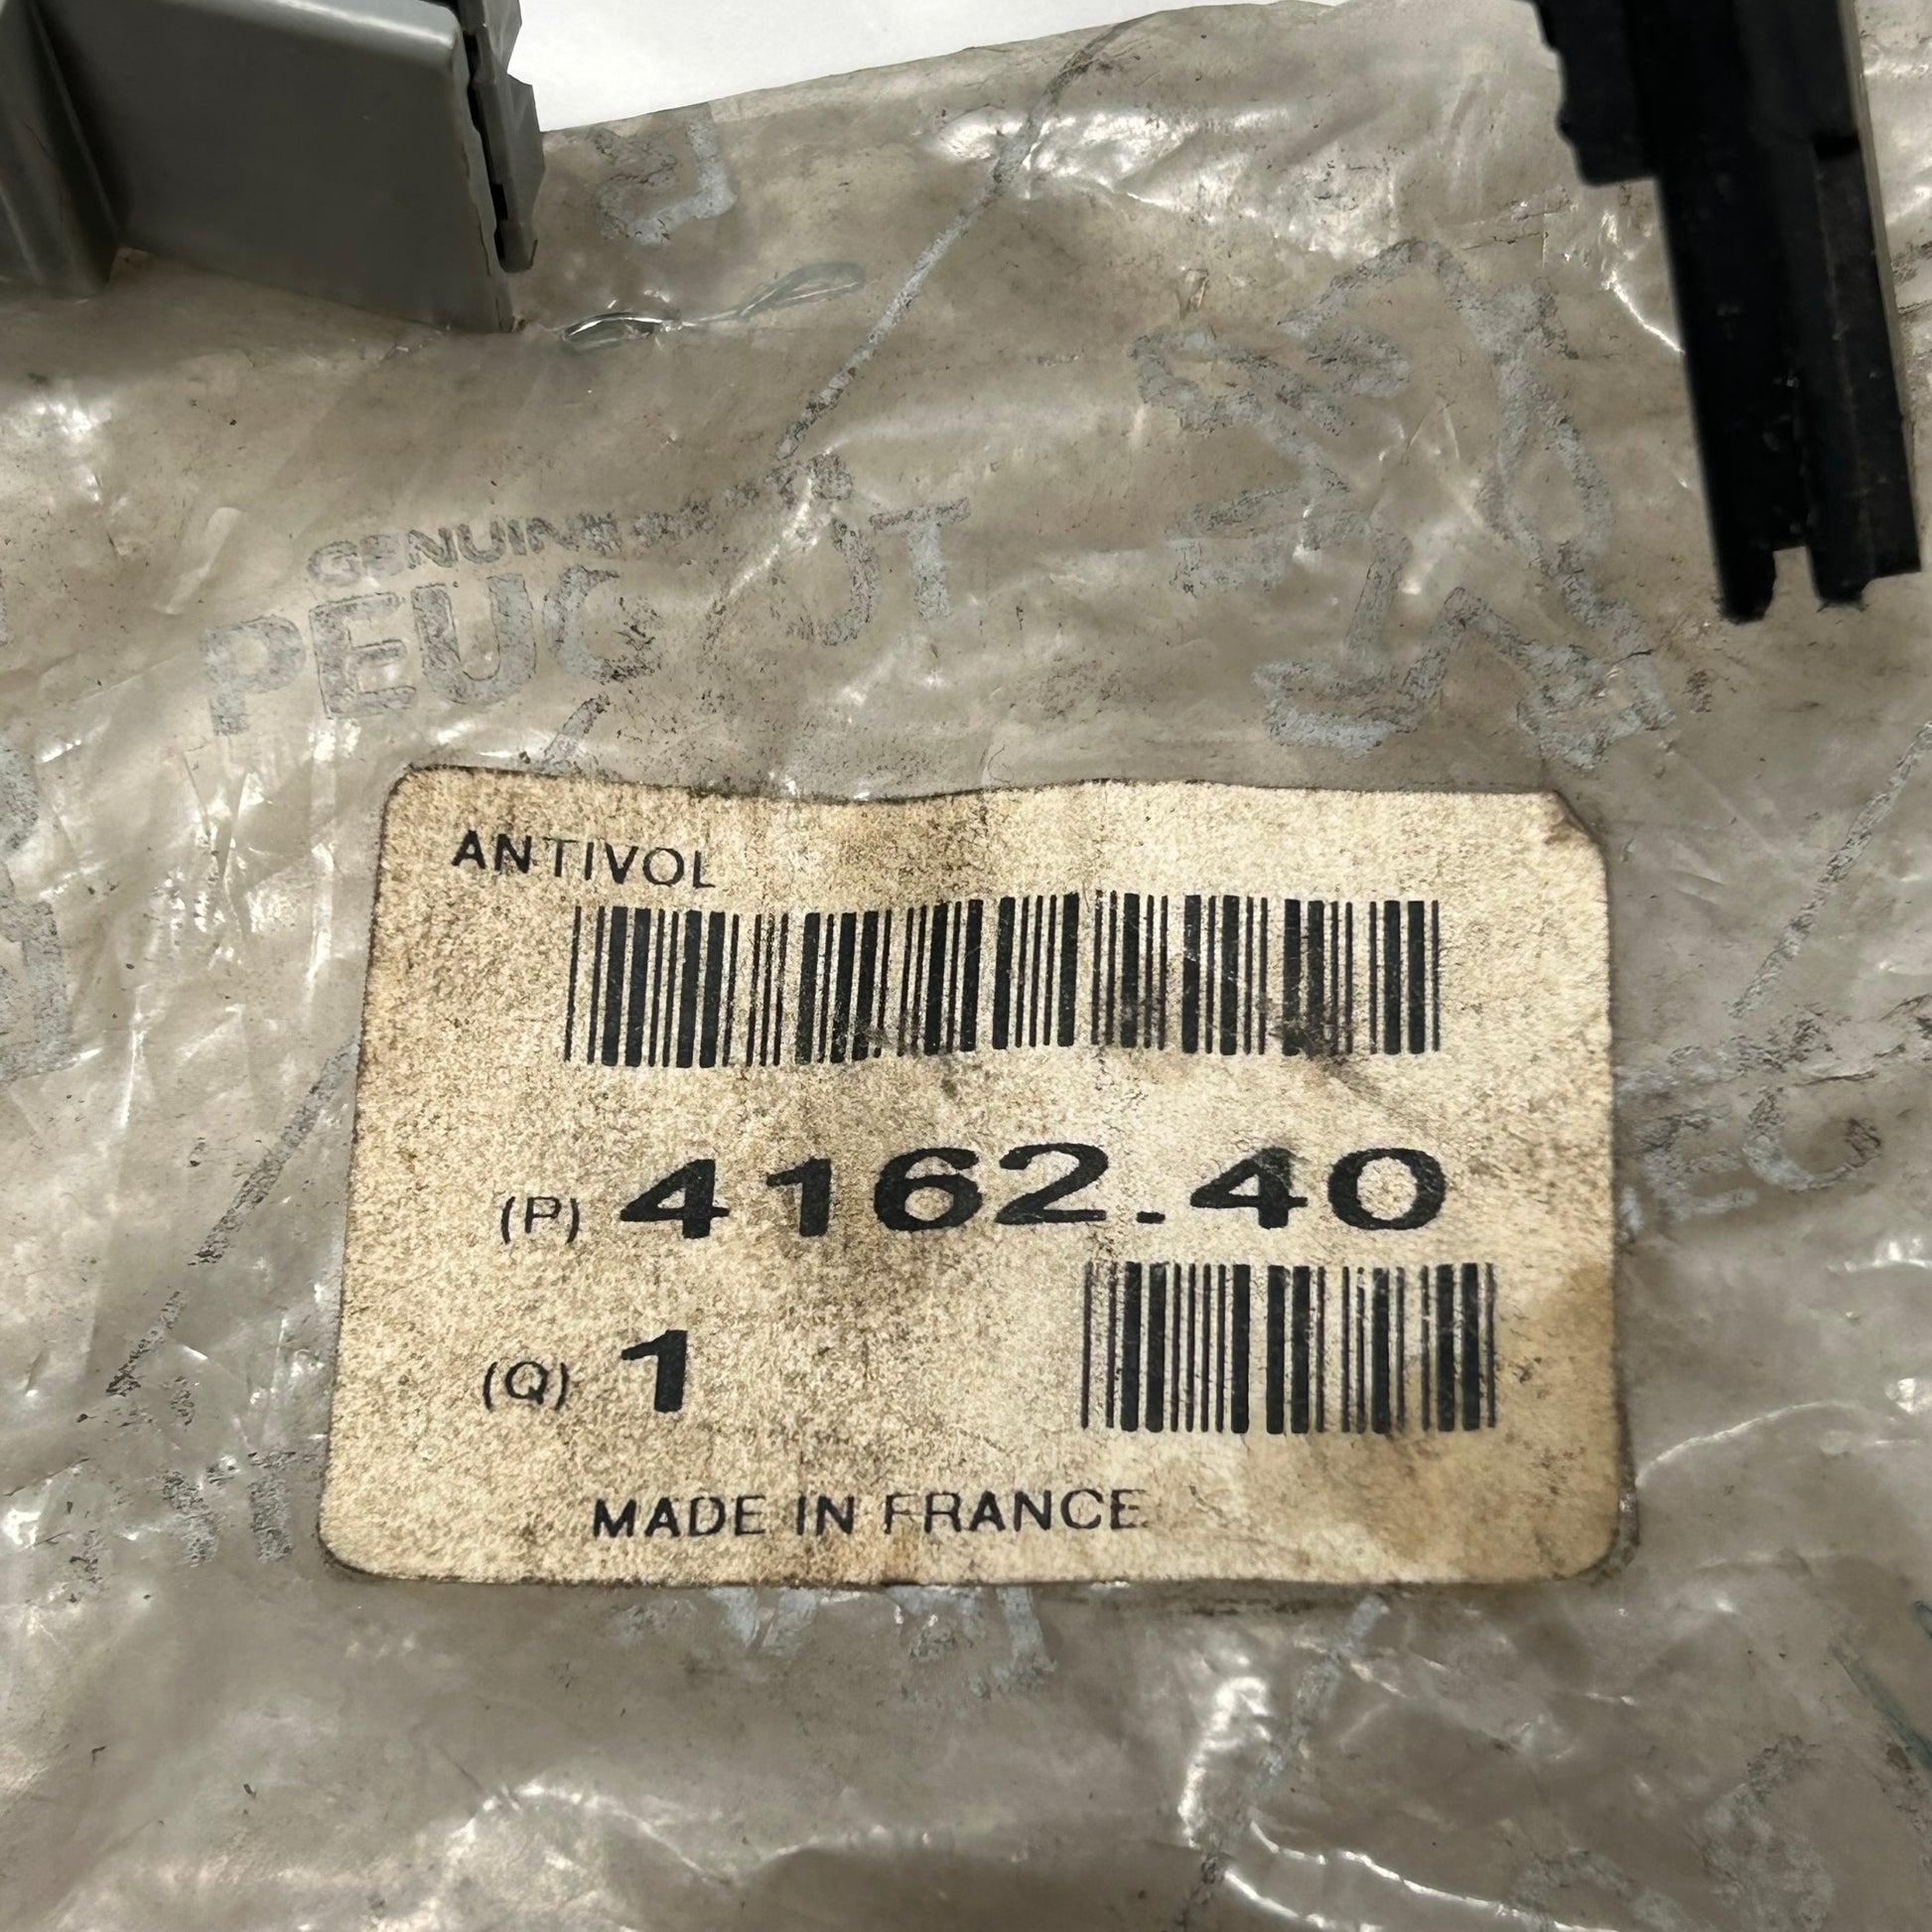 GENUINE
PEUGEOT
ANTIVOL
(P) 4162.40
(Q) 1
MADE IN FRANCE